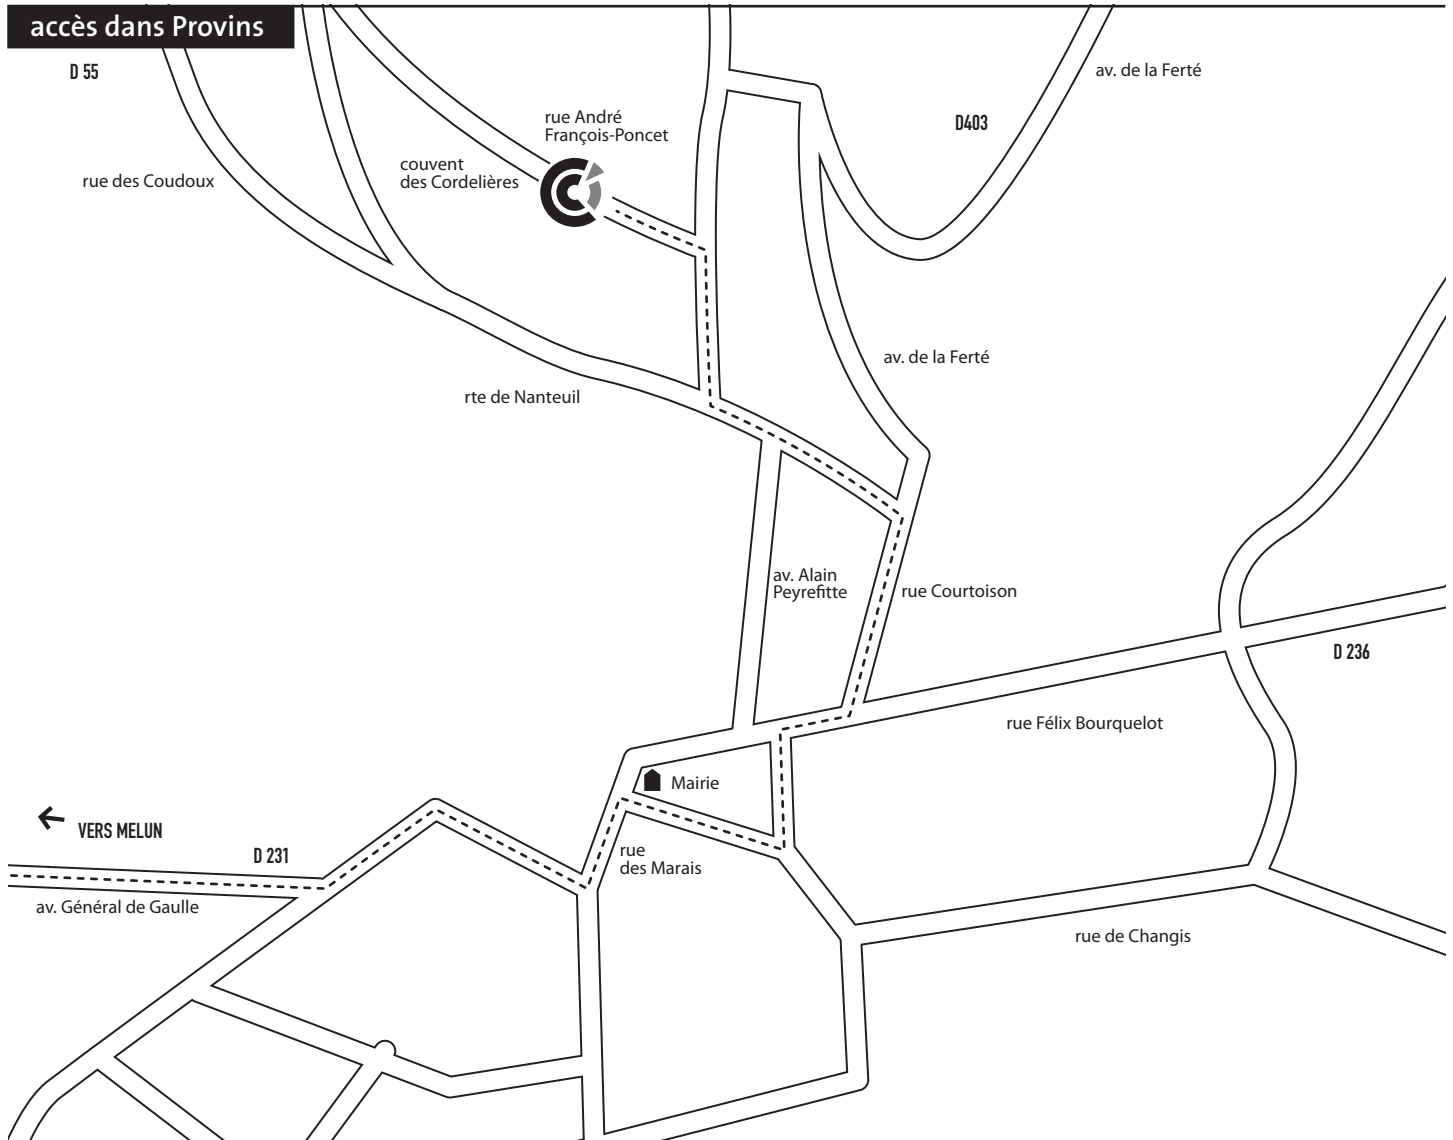 accès dans Provins
D 55
av. de la Ferté
rue André
François-Poncet
D403
couvent
des Cordelières
rue des Coudoux
av. de la Ferté
rte de Nanteuil
av. Alain
Peyrefitte
rue Courtoison
D 236
rue Félix Bourquelot
Mairie
VERS MELUN
D 231
rue
des Marais
av. Général de Gaulle
rue de Changis